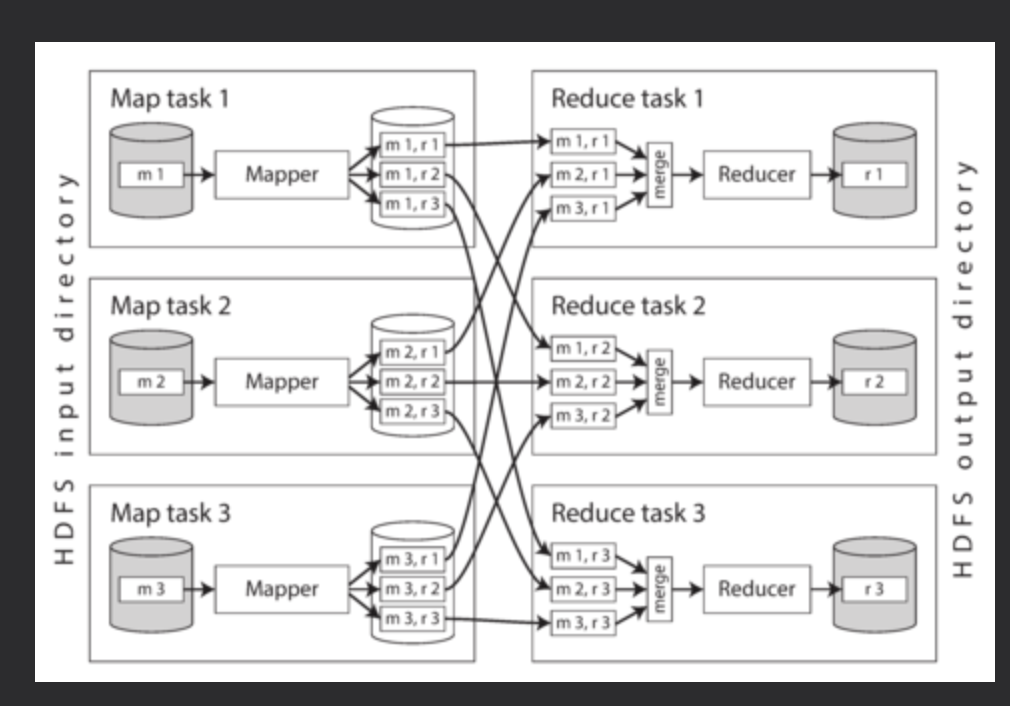 HDFS input directory
Map task 1
m 1
Mapper
m 1, r 1
m 1, r 2
m 1, r 3
Map task 2
m 2
Mapper
m 2, r 1
m 2, r 2
m 2, r 3
Map task 3
m 3
Mapper
m 3, r 1
m 3, r 2
m 3, r 3
Reduce task 1
m 1, r 1
m 2, r 1
m 3, r 1
merge
Reducer
r 1
Reduce task 2
m 1, r 2
m 2, r 2
m 3, r 2
merge
Reducer
r 2
Reduce task 3
m 1, r 3
m 2, r 3
m 3, r 3
merge
Reducer
r 3
HDFS output directory